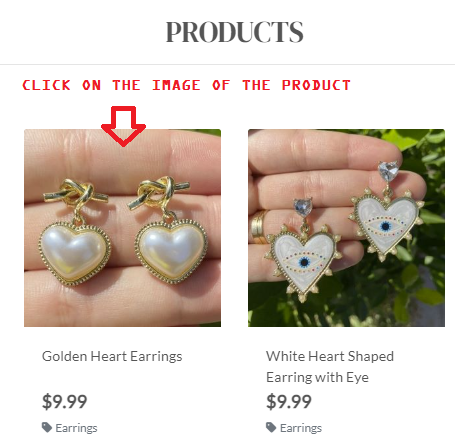 PRODUCTS
CLICK ON THE IMAGE OF THE PRODUCT
Golden Heart Earrings
White Heart Shaped
Earring with Eye
$9.99
$9.99
Earrings
Earrings